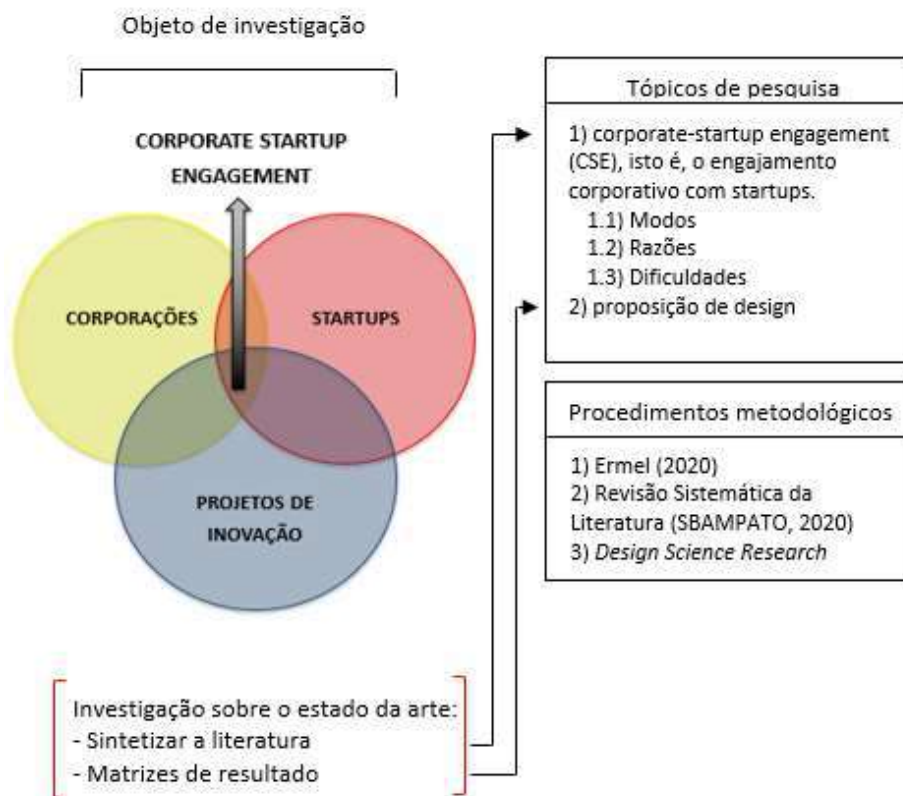 Objeto de investigação
CORPORATE STARTUP
ENGAGEMENT
CORPORAÇÕES
STARTUPS
PROJETOS DE
INOVAÇÃO
Investigação sobre o estado da arte:
- Sintetizar a literatura
- Matrizes de resultado
Tópicos de pesquisa
1) corporate-startup engagement
(CSE), isto é, o engajamento
corporativo com startups.
1.1) Modos
1.2) Razões
1.3) Dificuldades
2) proposição de design
Procedimentos metodológicos
1) Ermel (2020)
2) Revisão Sistemática da
Literatura (SBAMPATO, 2020)
3) Design Science Research